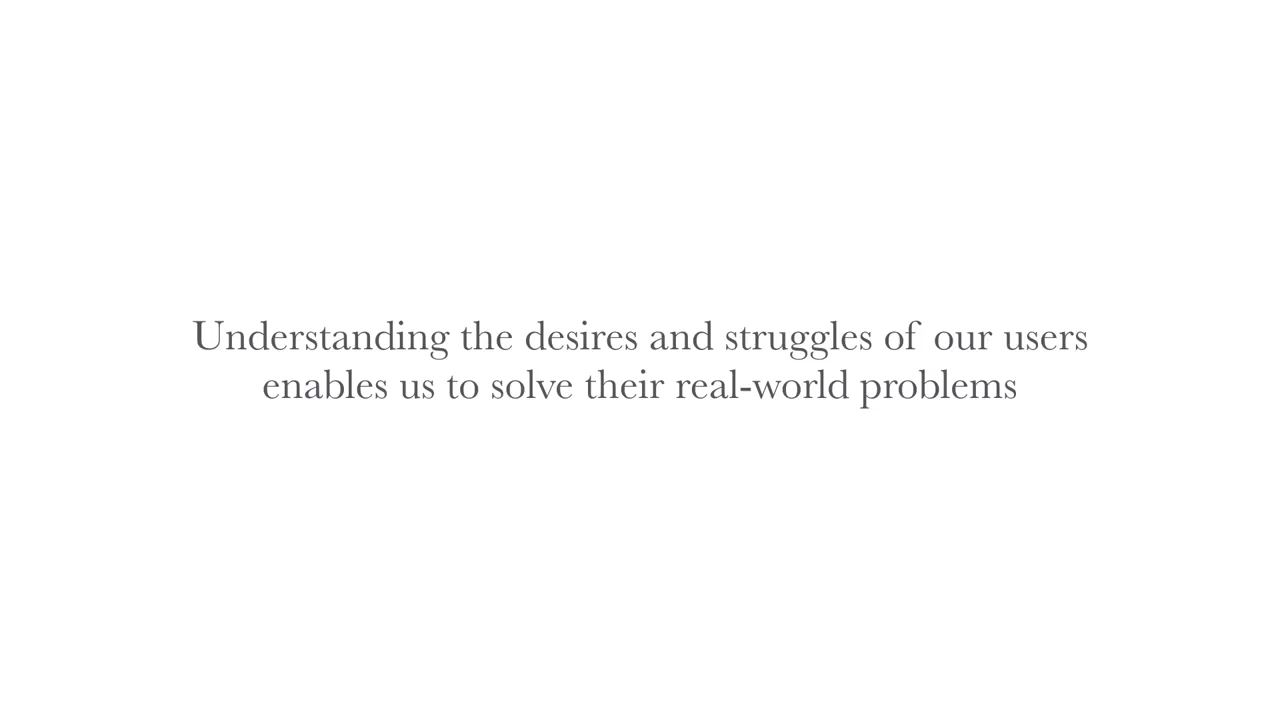 Understanding the desires and struggles of our users
enables us to solve their real-world problems